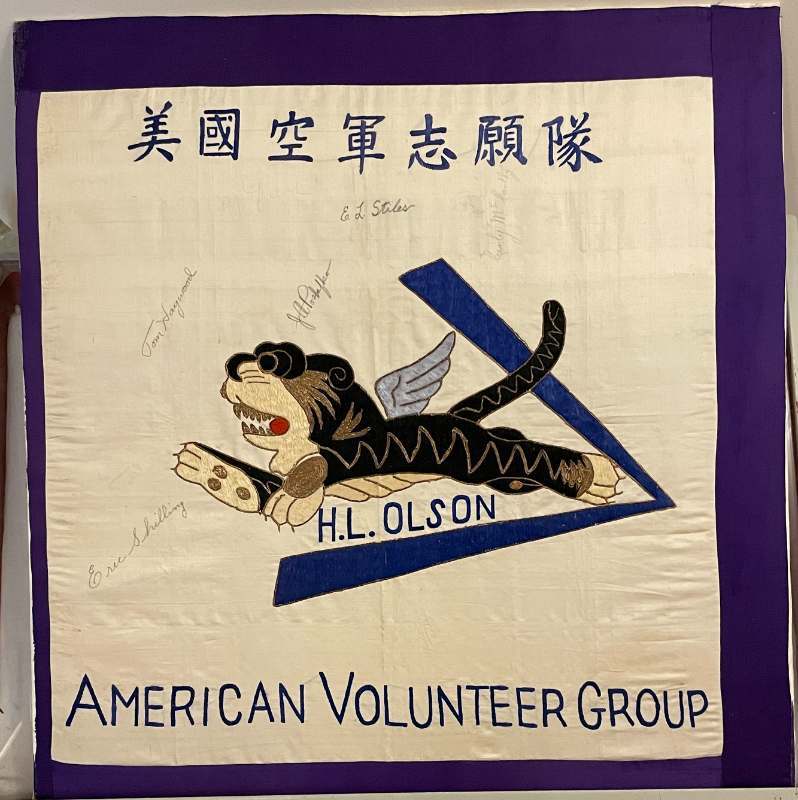 美國空軍志願隊
E L Stiles
Tom Haywood
Eric Shilling
H.L. OLSON
AMERICAN VOLUNTEER GROUP